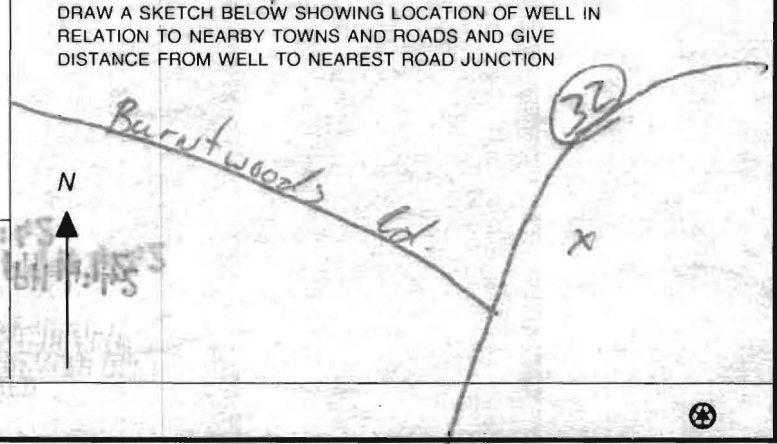 DRAW A SKETCH BELOW SHOWING LOCATION OF WELL IN
RELATION TO NEARBY TOWNS AND ROADS AND GIVE
DISTANCE FROM WELL TO NEAREST ROAD JUNCTION
32
Burntwoods Rd.
N
x